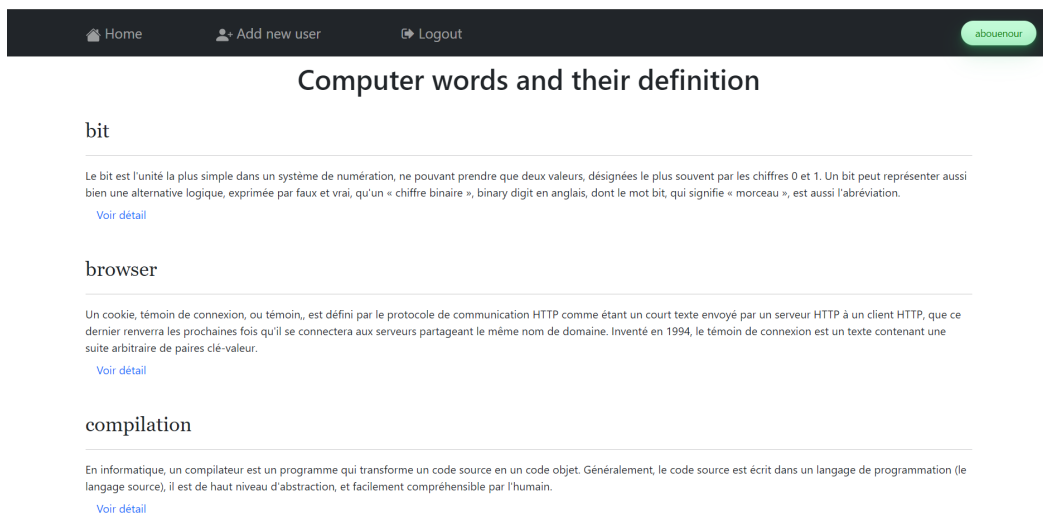 Home Add new user Logout abouenour
Computer words and their definition
bit
Le bit est l'unité la plus simple dans un système de numération, ne pouvant prendre que deux valeurs, désignées le plus souvent par les chiffres 0 et 1. Un bit peut représenter aussi
bien une alternative logique, exprimée par faux et vrai, qu'un « chiffre binaire », binary digit en anglais, dont le mot bit, qui signifie « morceau », est aussi l'abréviation.
Voir détail
browser
Un cookie, témoin de connexion, ou témoin,, est défini par le protocole de communication HTTP comme étant un court texte envoyé par un serveur HTTP à un client HTTP, que ce
dernier renverra les prochaines fois qu'il se connectera aux serveurs partageant le même nom de domaine. Inventé en 1994, le témoin de connexion est un texte contenant une
suite arbitraire de paires clé-valeur.
Voir détail
compilation
En informatique, un compilateur est un programme qui transforme un code source en un code objet. Généralement, le code source est écrit dans un langage de programmation (le
langage source), il est de haut niveau d'abstraction, et facilement compréhensible par l'humain.
Voir détail